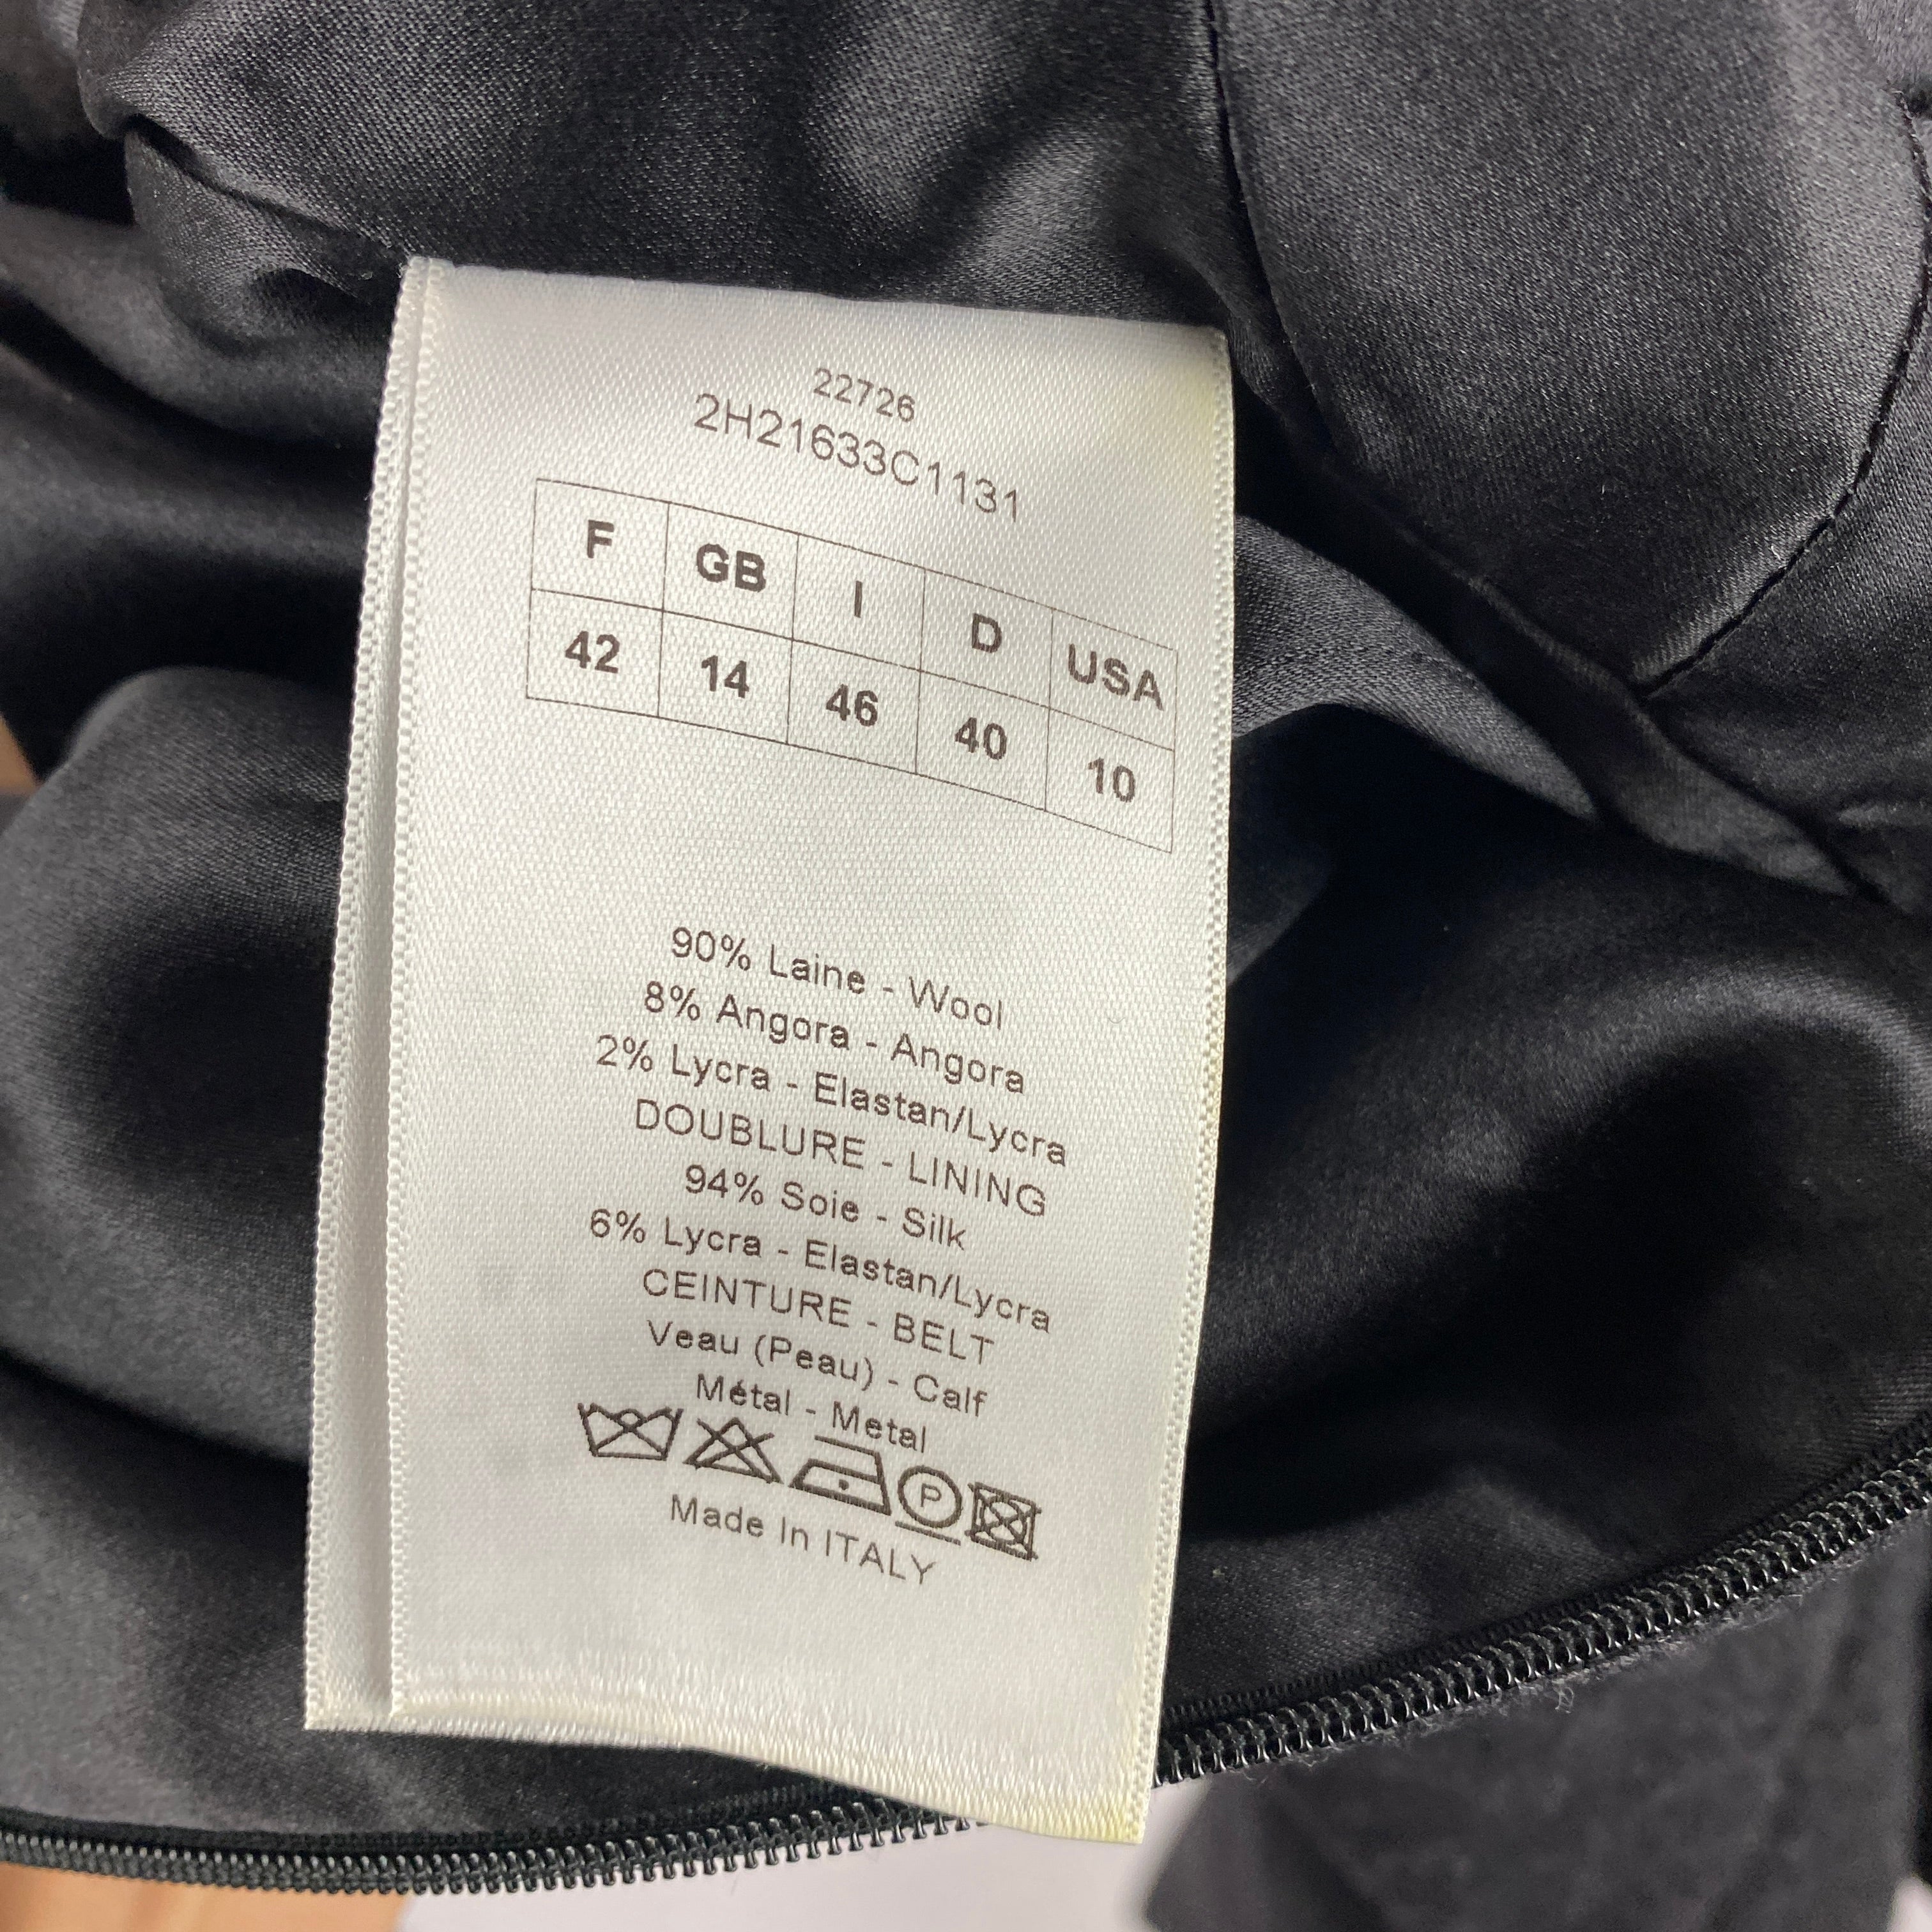 22726
2H21633C1131
F GB I D USA
42 14 46 40 10
90% Laine - Wool
8% Angora - Angora
2% Lycra - Elastan/Lycra
DOUBLURE - LINING
94% Soie - Silk
6% Lycra - Elastan/Lycra
CEINTURE - BELT
Veau (Peau) - Calf
Métal - Metal
P
Made In ITALY